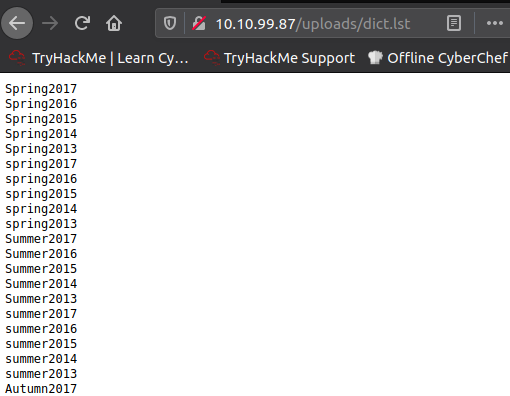 10.10.99.87/uploads/dict.lst
TryHackMe | Learn Cy… TryHackMe Support Offline CyberChef
Spring2017
Spring2016
Spring2015
Spring2014
Spring2013
spring2017
spring2016
spring2015
spring2014
spring2013
Summer2017
Summer2016
Summer2015
Summer2014
Summer2013
summer2017
summer2016
summer2015
summer2014
summer2013
Autumn2017